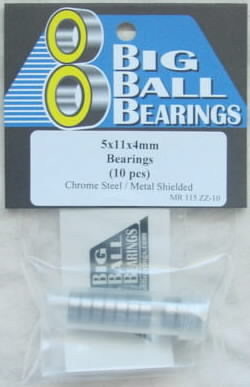 BIG
BALL
BEARINGS
5x11x4mm
Bearings
(10 pcs)
Chrome Steel / Metal Shielded
MR 115 ZZ-10
BIG
BALL
BEARINGS